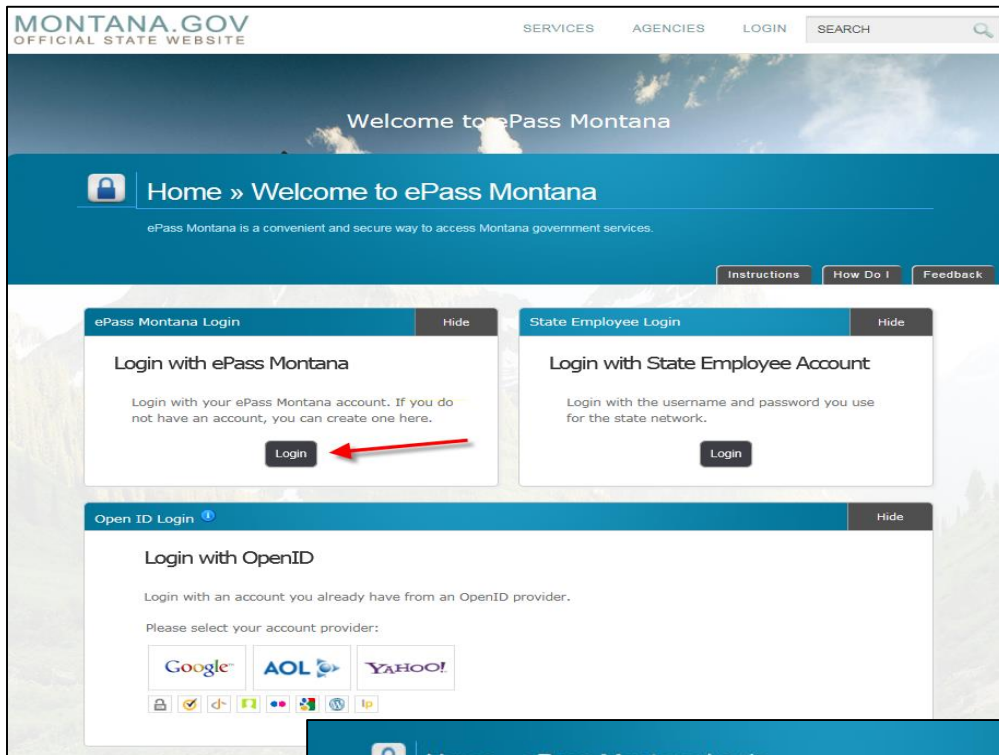 MONTANA.GOV
OFFICIAL STATE WEBSITE
SERVICES AGENCIES LOGIN SEARCH
Welcome to ePass Montana
Home » Welcome to ePass Montana
ePass Montana is a convenient and secure way to access Montana government services.
Instructions How Do I Feedback
ePass Montana Login Hide
Login with ePass Montana
Login with your ePass Montana account. If you do
not have an account, you can create one here.
Login
State Employee Login Hide
Login with State Employee Account
Login with the username and password you use
for the state network.
Login
Open ID Login Hide
Login with OpenID
Login with an account you already have from an OpenID provider.
Please select your account provider:
Google AOL YAHOO!